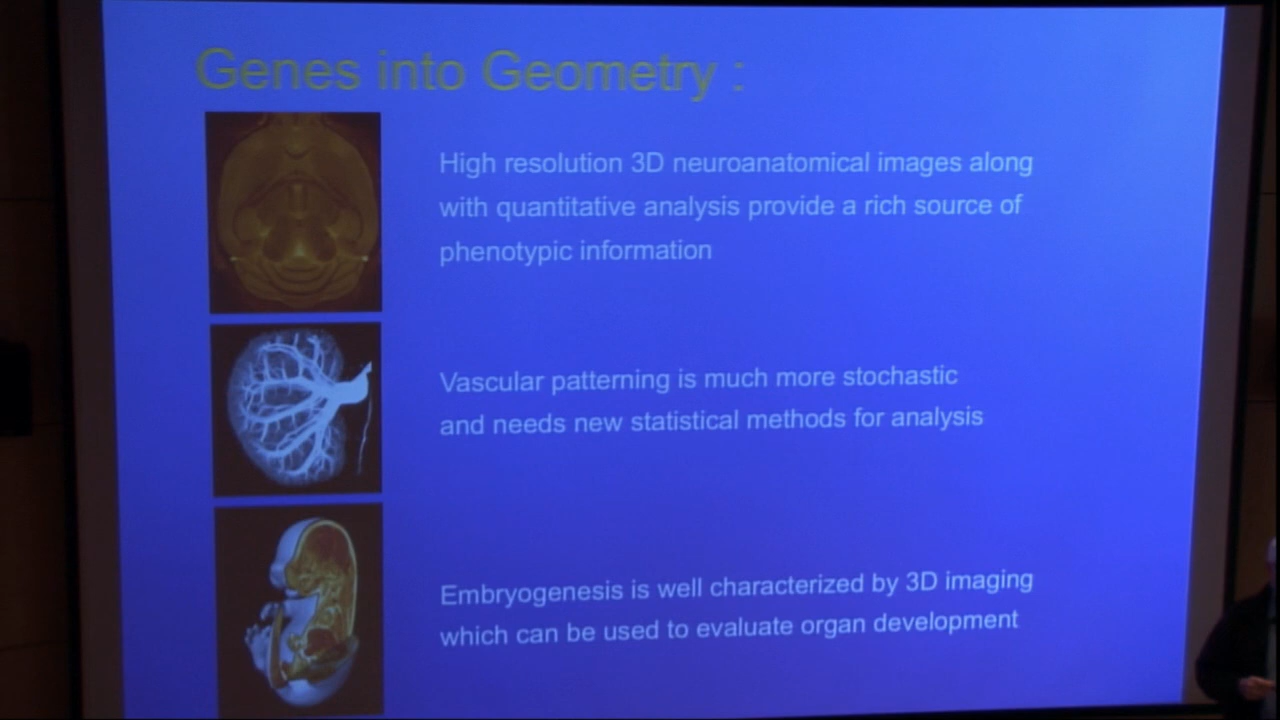 Genes into Geometry :
High resolution 3D neuroanatomical images along
with quantitative analysis provide a rich source of
phenotypic information
Vascular patterning is much more stochastic
and needs new statistical methods for analysis
Embryogenesis is well characterized by 3D imaging
which can be used to evaluate organ development